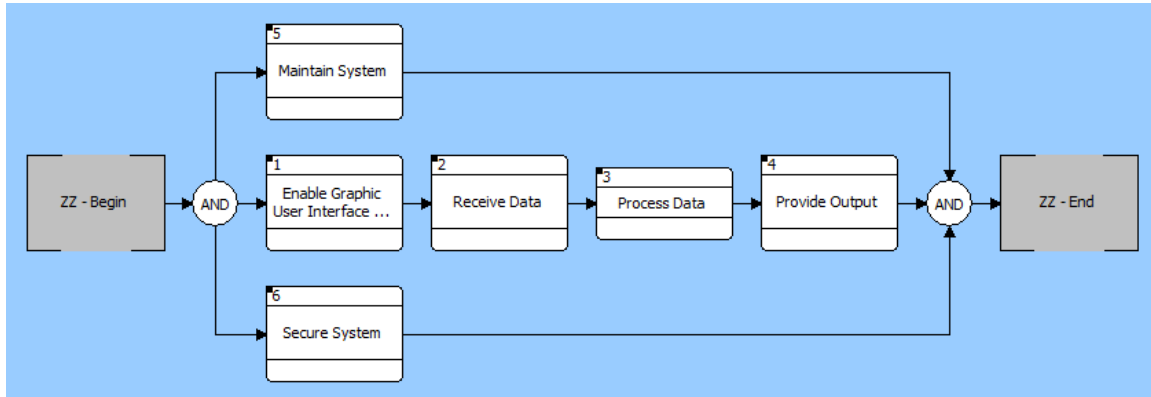 5
Maintain System
ZZ - Begin
AND
1
Enable Graphic
User Interface ...
2
Receive Data
3
Process Data
4
Provide Output
AND
ZZ - End
6
Secure System